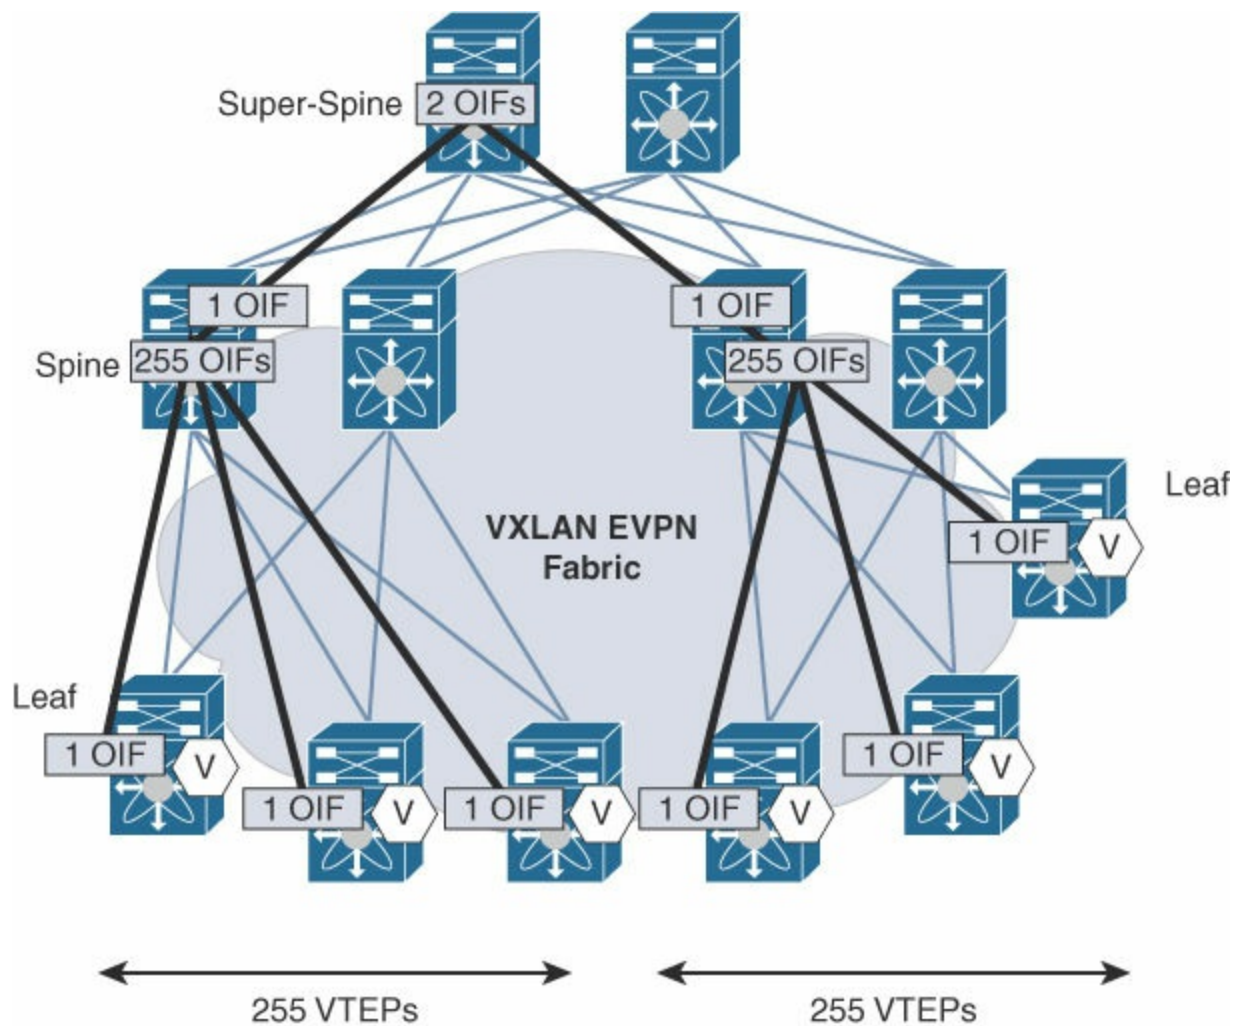 Super-Spine
2 OIFs
1 OIF
1 OIF
Spine
255 OIFs
255 OIFs
Leaf
VXLAN EVPN
Fabric
1 OIF
V
Leaf
1 OIF
V
1 OIF
V
1 OIF
V
1 OIF
V
1 OIF
V
255 VTEPs
255 VTEPs